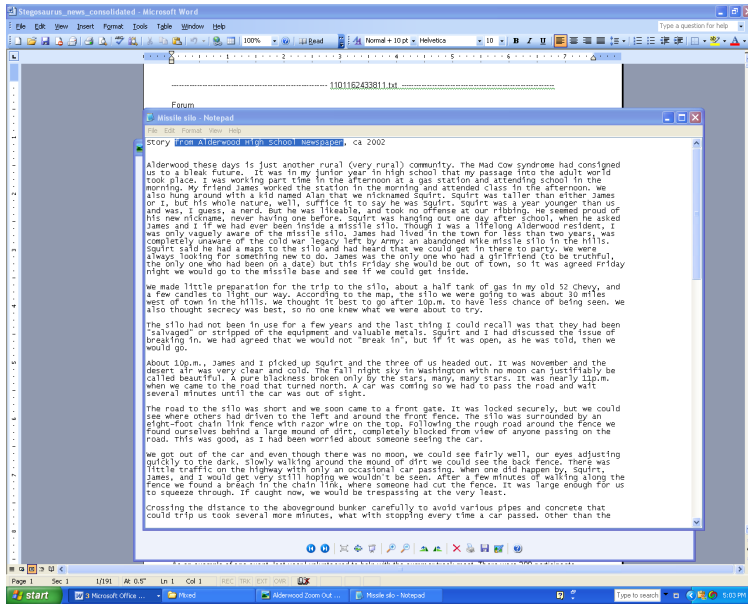 Stegosaurus_news_consolidated - Microsoft Word
File Edit View Insert Format Tools Table Window Help Type a question for help
100% Read Normal + 10 pt Helvetica 10 B I U
1101162433811.txt
Forum
Missile silo - Notepad
File Edit Format View Help
Story from Alderwood High School Newspaper, ca 2002
Alderwood these days is just another rural (very rural) community. The Mad Cow syndrome had consigned
us to a bleak future. It was in my junior year in high school that my passage into the adult world
took place. I was working part time in the afternoon at a gas station and attending school in the
morning. My friend James worked the station in the morning and attended class in the afternoon. We
also hung around with a kid named Alan that we nicknamed Squirt. Squirt was taller than either James
or I, but his whole nature, well, suffice it to say he was Squirt. Squirt was a year younger than us
and was, I guess, a nerd. But he was likeable, and took no offense at our ribbing. He seemed proud of
his new nickname, never having one before. Squirt was hanging out one day after school, when he asked
James and I if we had ever been inside a missile silo. Though I was a lifelong Alderwood resident, I
was only vaguely aware of the missile silo. James had lived in the town for less than two years, was
completely unaware of the cold war legacy left by Army: an abandoned Nike missile silo in the hills.
Squirt said he had a maps to the silo and had heard that we could get in there to party. We were
always looking for something new to do. James was the only one who had a girlfriend (to be truthful,
the only one who had been on a date) but this Friday she would be out of town, so it was agreed Friday
night we would go to the missile base and see if we could get inside.
We made little preparation for the trip to the silo, about a half tank of gas in my old 52 Chevy, and
a few candles to light our way. According to the map, the silo we were going to was about 30 miles
west of town in the hills. We thought it best to go after 10p.m. to have less chance of being seen. We
also thought secrecy was best, so no one knew what we were about to try.
The silo had not been in use for a few years and the last thing I could recall was that they had been
"salvaged" or stripped of the equipment and valuable metals. Squirt and I had discussed the issue of
breaking in. We had agreed that we would not "Break in", but if it was open, as he was told, then we
would go.
About 10p.m., James and I picked up Squirt and the three of us headed out. It was November and the
desert air was very clear and cold. The fall night sky in Washington with no moon can justifiably be
called beautiful. A pure blackness broken only by the stars, many, many stars. It was nearly 11p.m.
when we came to the road that turned north. A car was coming so we had to pass the road and wait
several minutes until the car was out of sight.
The road to the silo was short and we soon came to a front gate. It was locked securely, but we could
see where others had driven to the left and around the front fence. The silo was surrounded by an
eight-foot chain link fence with razor wire on the top. Following the rough road around the fence we
found ourselves behind a large mound of dirt, completely blocked from view of anyone passing on the
road. This was good, as I had been worried about someone seeing the car.
We got out of the car and even though there was no moon, we could see fairly well, our eyes adjusting
quickly to the dark. Slowly walking around the mound of dirt we could see the back fence. There was
little traffic on the highway with only an occasional car passing. When one did happen by, Squirt,
James, and I would get very still hoping we wouldn't be seen. After a few minutes of walking along the
fence we found a breach in the chain link, where someone had cut the fence. It was large enough for us
to squeeze through. If caught now, we would be trespassing at the very least.
Crossing the distance to the aboveground bunker carefully to avoid various pipes and concrete that
could trip us took several more minutes, what with stopping every time a car passed. Other than the
Page 1 Sec 1 1/191 At 0.5" Ln 1 Col 1 REC TRK EXT OVR
start 3 Microsoft Office ... Mixed Alderwood Zoom Out ... Missile silo - Notepad Type to search 5:03 PM